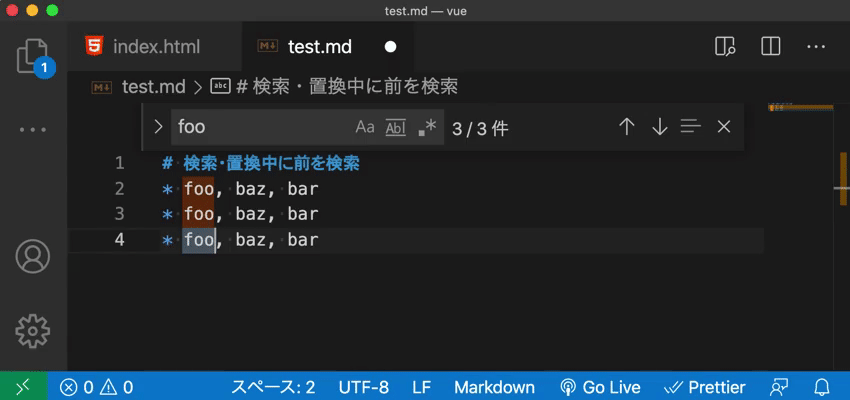 test.md — vue
index.html test.md
1
test.md > # 検索・置換中に前を検索
foo Aa Abl .* 3 / 3 件
1 # 検索・置換中に前を検索
2 * foo, baz, bar
3 * foo, baz, bar
4 * foo, baz, bar
0 0 スペース: 2 UTF-8 LF Markdown Go Live Prettier